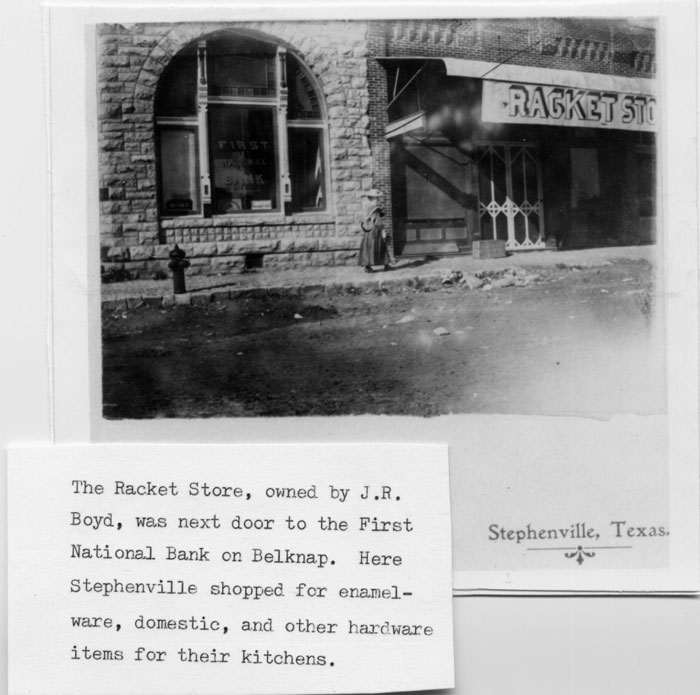 FIRST
NATIONAL
BANK
RACKET STO
The Racket Store, owned by J.R.
Boyd, was next door to the First
National Bank on Belknap.  Here
Stephenville shopped for enamel-
ware, domestic, and other hardware
items for their kitchens.
Stephenville, Texas.